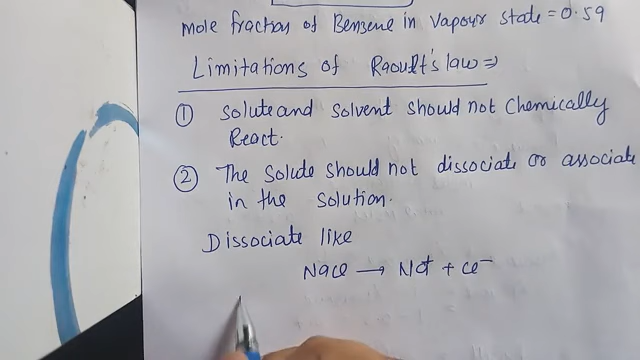 mole fraction of Benzene in Vapour state = 0.59
Limitations of Raoult's law ⇒
① Solute and Solvent should not Chemically
React.
② The Solute should not dissociate or associate
in the Solution.
Dissociate like
NaCl ⟶ Na⁺ + Cl⁻